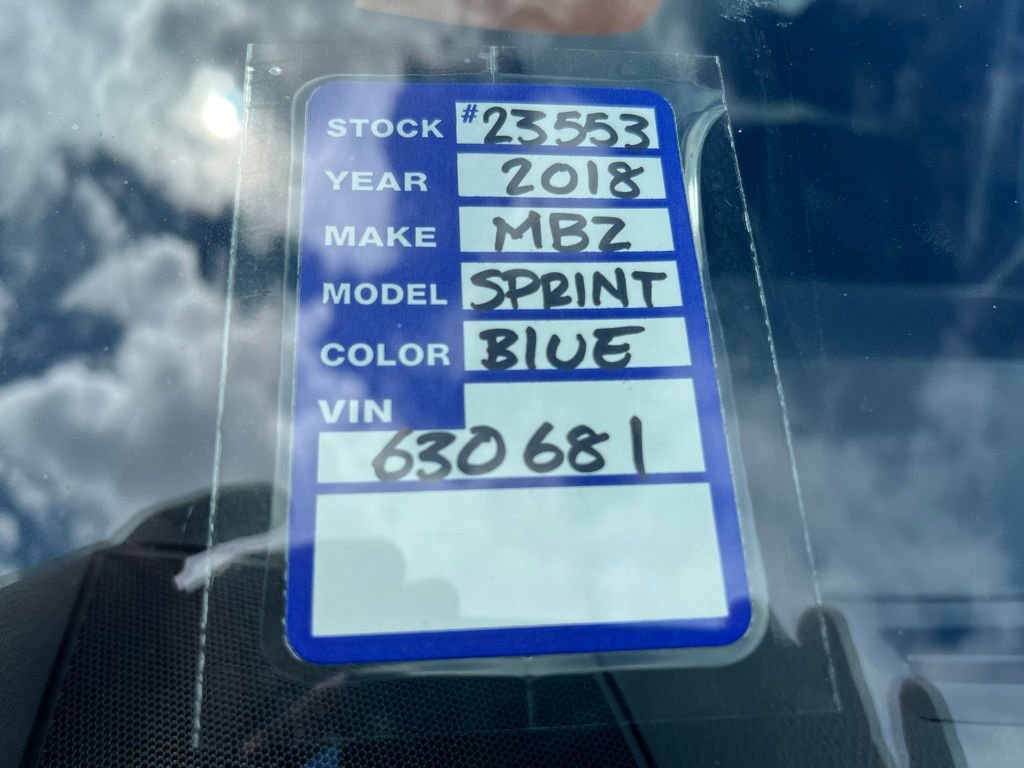 STOCK #23553
YEAR 2018
MAKE MBZ
MODEL SPRINT
COLOR BlUE
VIN
630681